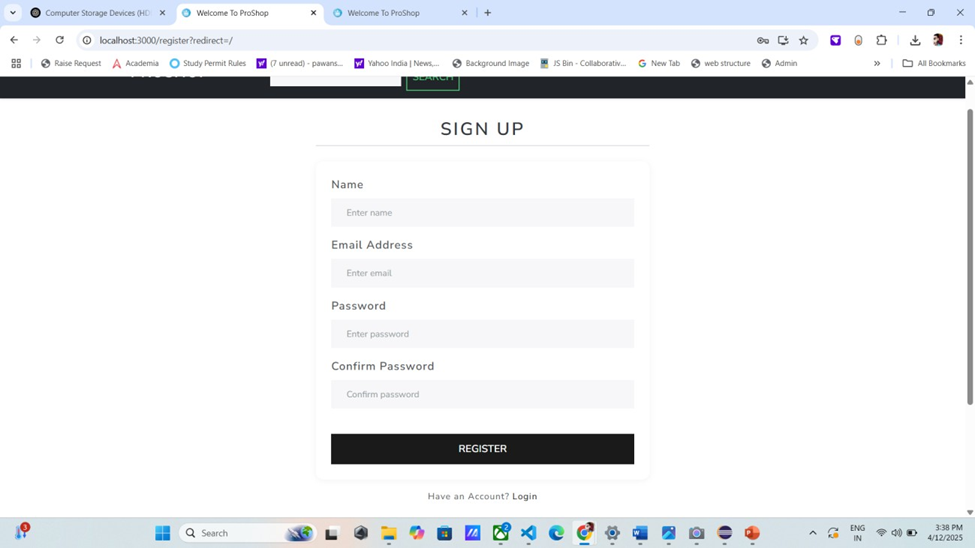 Computer Storage Devices (HD
Welcome To ProShop
Welcome To ProShop
localhost:3000/register?redirect=/
Raise Request
Academia
Study Permit Rules
(7 unread) - pawans...
Yahoo India | News,...
Background Image
JS Bin - Collaborativ...
New Tab
web structure
Admin
»
All Bookmarks
SEARCH
SIGN UP
Name
Enter name
Email Address
Enter email
Password
Enter password
Confirm Password
Confirm password
REGISTER
Have an Account? Login
3
Search
2
ENG
IN
3:38 PM
4/12/2025